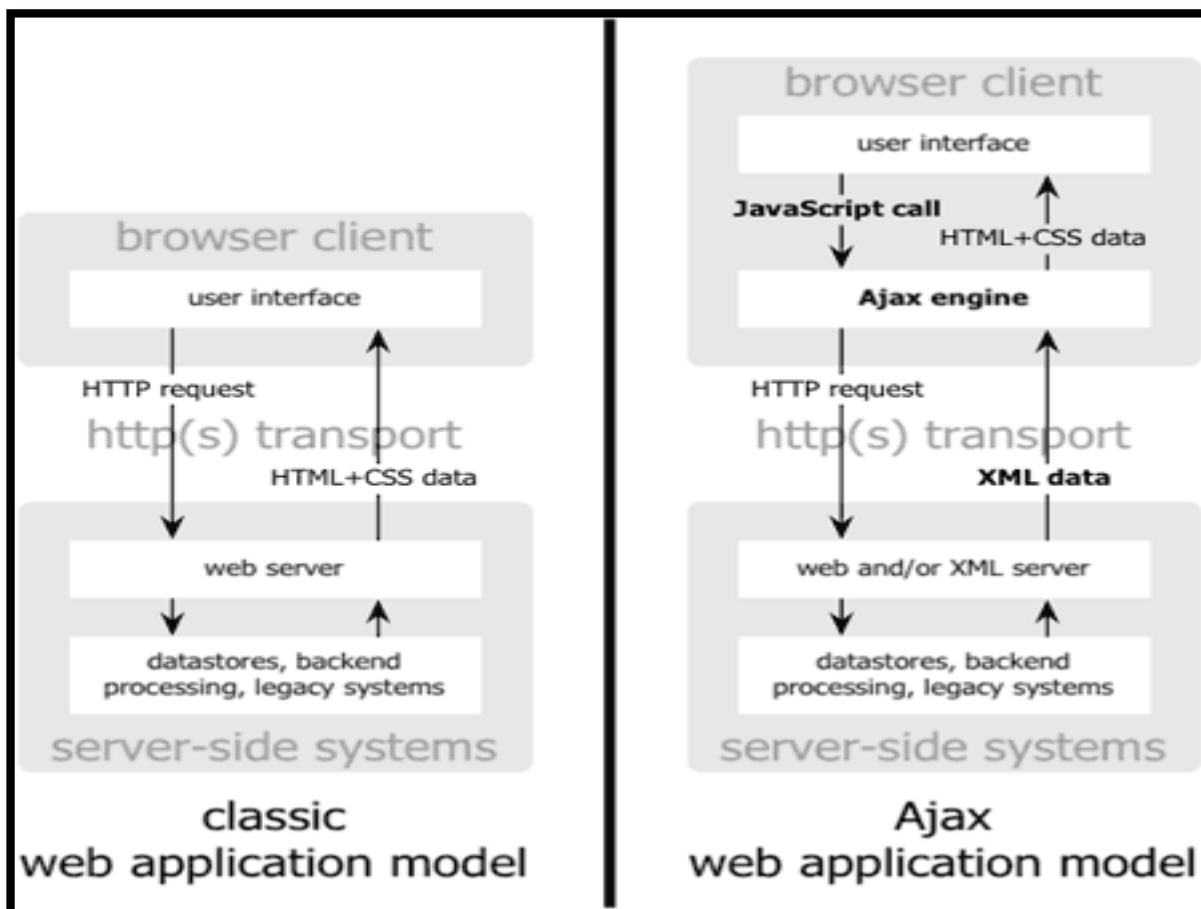 browser client
user interface
HTTP request
http(s) transport
HTML+CSS data
web server
datastores, backend
processing, legacy systems
server-side systems
classic
web application model
browser client
user interface
JavaScript call
HTML+CSS data
Ajax engine
HTTP request
http(s) transport
XML data
web and/or XML server
datastores, backend
processing, legacy systems
server-side systems
Ajax
web application model